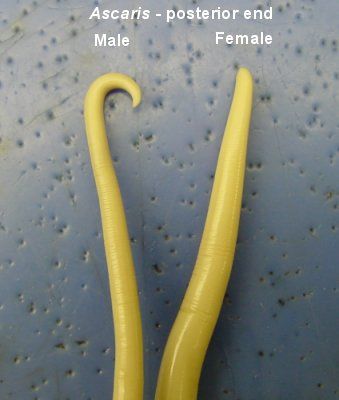 Ascaris - posterior end
Male
Female